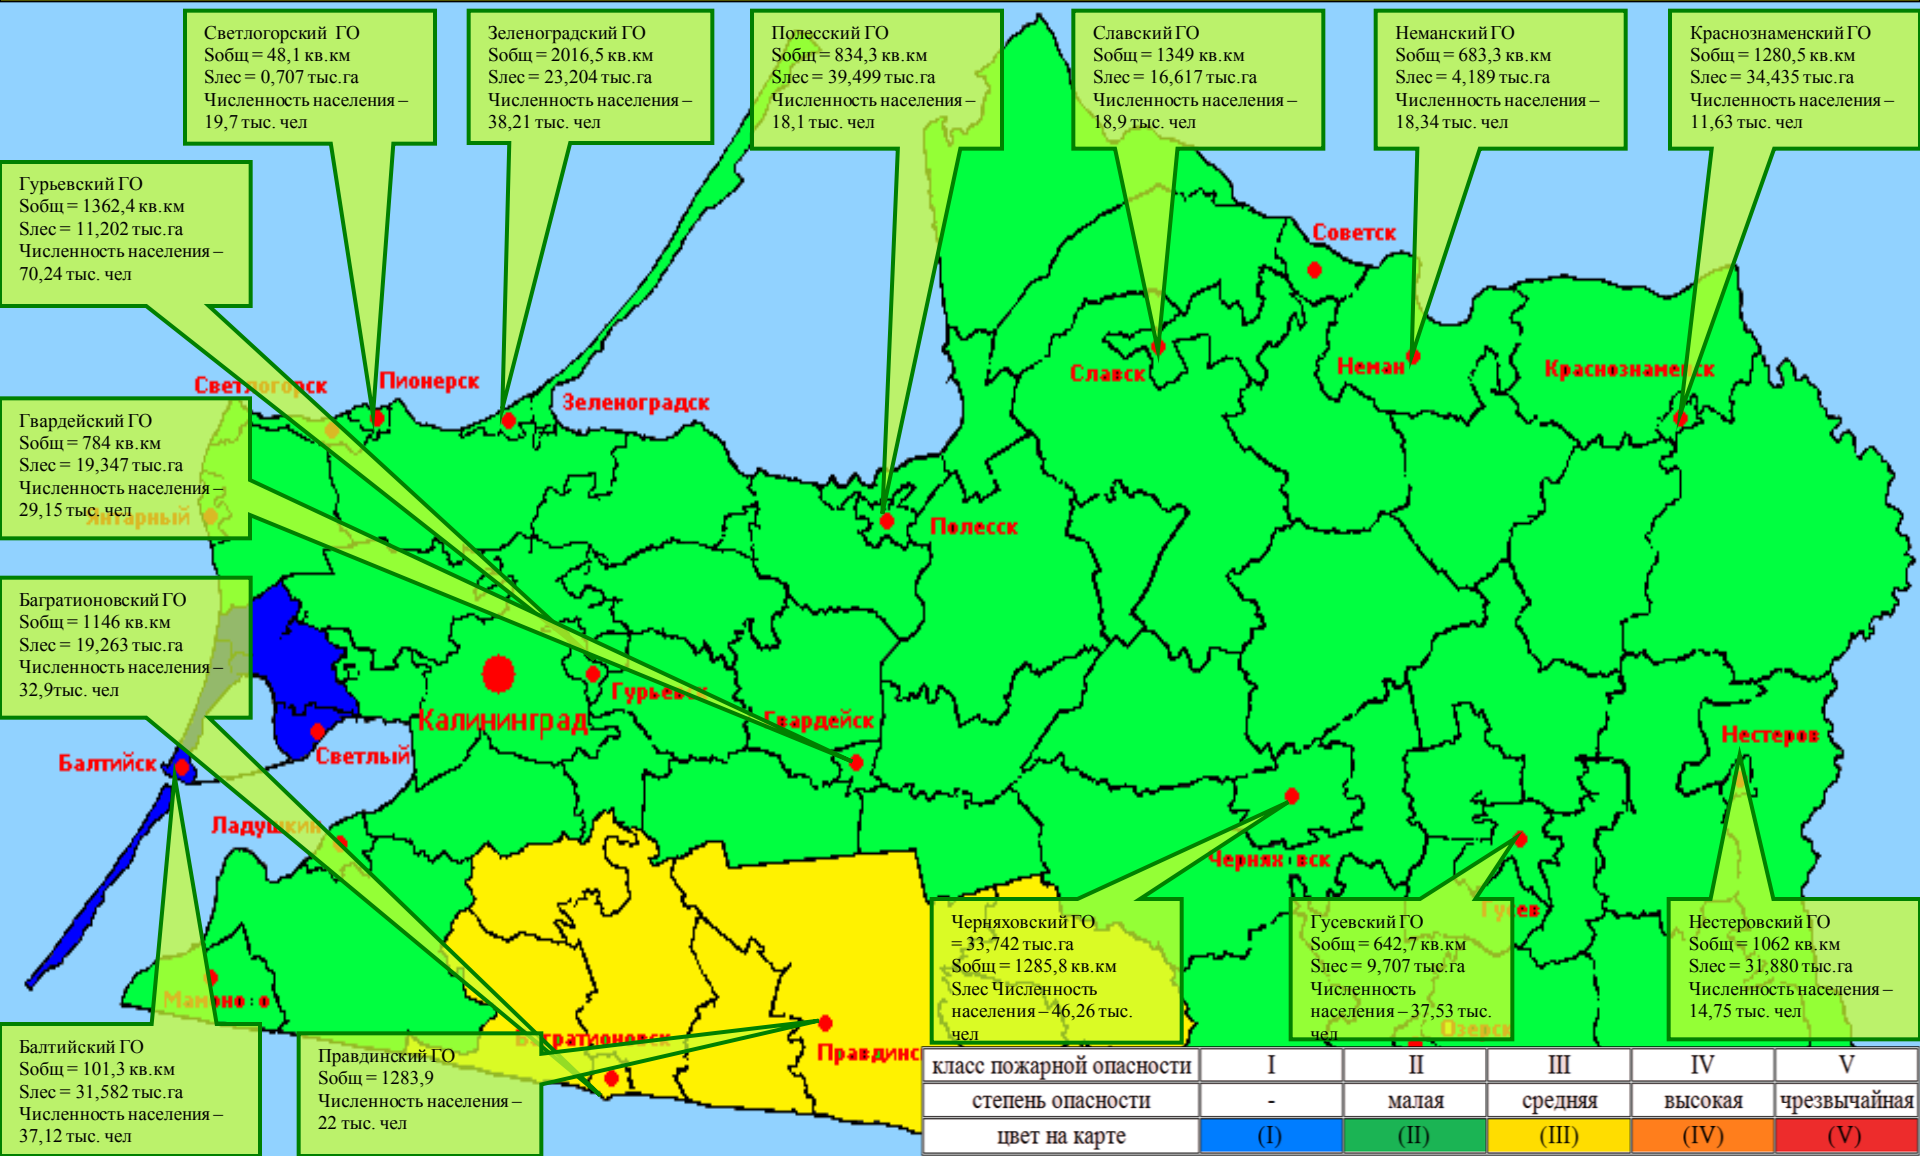 Светлогорский ГО
Sобщ = 48,1 кв.км
Sлес = 0,707 тыс.га
Численность населения –
19,7 тыс. чел
Зеленоградский ГО
Sобщ = 2016,5 кв.км
Sлес = 23,204 тыс.га
Численность населения –
38,21 тыс. чел
Полесский ГО
Sобщ = 834,3 кв.км
Sлес = 39,499 тыс.га
Численность населения –
18,1 тыс. чел
Славский ГО
Sобщ = 1349 кв.км
Sлес = 16,617 тыс.га
Численность населения –
18,9 тыс. чел
Неманский ГО
Sобщ = 683,3 кв.км
Sлес = 4,189 тыс.га
Численность населения –
18,34 тыс. чел
Краснознаменский ГО
Sобщ = 1280,5 кв.км
Sлес = 34,435 тыс.га
Численность населения –
11,63 тыс. чел
Гурьевский ГО
Sобщ = 1362,4 кв.км
Sлес = 11,202 тыс.га
Численность населения –
70,24 тыс. чел
Советск
Светлогорск
Пионерск
Зеленоградск
Славск
Неман
Краснознаменск
Гвардейский ГО
Sобщ = 784 кв.км
Sлес = 19,347 тыс.га
Численность населения –
29,15 тыс. чел
Янтарный
Полесск
Багратионовский ГО
Sобщ = 1146 кв.км
Sлес = 19,263 тыс.га
Численность населения –
32,9тыс. чел
Гурьевск
Калининград
Гвардейск
Нестеров
Балтийск
Светлый
Ладушкин
Черняховск
Гусев
Мамоново
Багратионовск
Правдинс
Озерск
Черняховский ГО
= 33,742 тыс.га
Sобщ = 1285,8 кв.км
Sлес Численность
населения – 46,26 тыс.
чел
Гусевский ГО
Sобщ = 642,7 кв.км
Sлес = 9,707 тыс.га
Численность
населения – 37,53 тыс.
чел
Нестеровский ГО
Sобщ = 1062 кв.км
Sлес = 31,880 тыс.га
Численность населения –
14,75 тыс. чел
Балтийский ГО
Sобщ = 101,3 кв.км
Sлес = 31,582 тыс.га
Численность населения –
37,12 тыс. чел
Правдинский ГО
Sобщ = 1283,9
Численность населения –
22 тыс. чел
класс пожарной опасности I II III IV V
степень опасности - малая средняя высокая чрезвычайная
цвет на карте (I) (II) (III) (IV) (V)